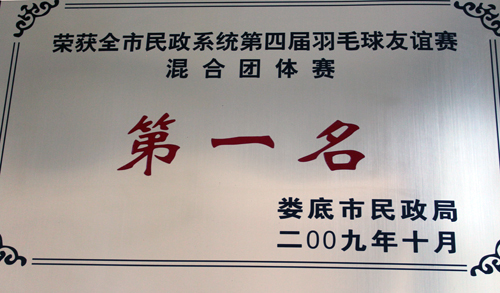 荣获全市民政系统第四届羽毛球友谊赛
混合团体赛
第一名
娄底市民政局
二00九年十月